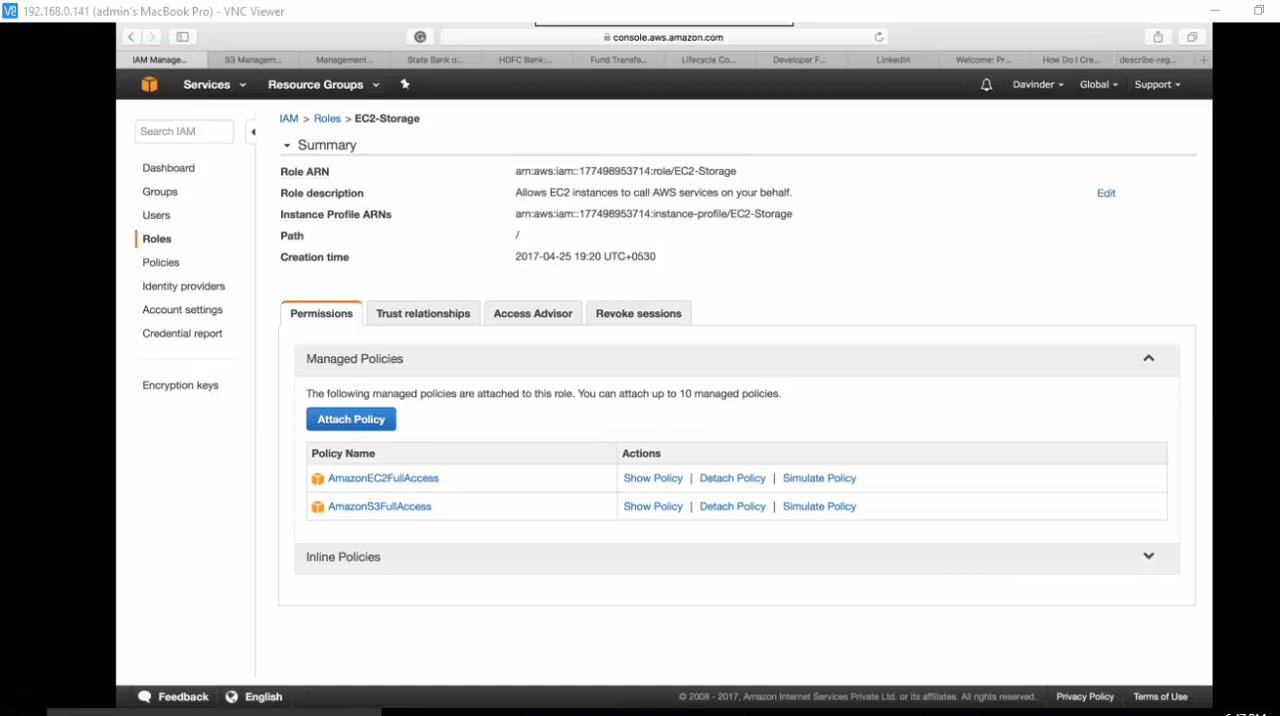 192.168.0.141 (admin's MacBook Pro) - VNC Viewer
console.aws.amazon.com
IAM Manage... S3 Managem... Management... State Bank o... HDFC Bank:... Fund Transfe... Lifecycle Co... Developer F... LinkedIn Welcome: Pr... How Do I Cre... describe-reg...
Services Resource Groups Davinder Global Support
Search IAM
Dashboard
Groups
Users
Roles
Policies
Identity providers
Account settings
Credential report
Encryption keys
IAM > Roles > EC2-Storage
Summary
Role ARN arn:aws:iam::177498953714:role/EC2-Storage
Role description Allows EC2 instances to call AWS services on your behalf. Edit
Instance Profile ARNs arn:aws:iam::177498953714:instance-profile/EC2-Storage
Path /
Creation time 2017-04-25 19:20 UTC+0530
Permissions Trust relationships Access Advisor Revoke sessions
Managed Policies
The following managed policies are attached to this role. You can attach up to 10 managed policies.
Attach Policy
Policy Name Actions
AmazonEC2FullAccess Show Policy | Detach Policy | Simulate Policy
AmazonS3FullAccess Show Policy | Detach Policy | Simulate Policy
Inline Policies
Feedback English © 2008 - 2017, Amazon Internet Services Private Ltd. or its affiliates. All rights reserved. Privacy Policy Terms of Use